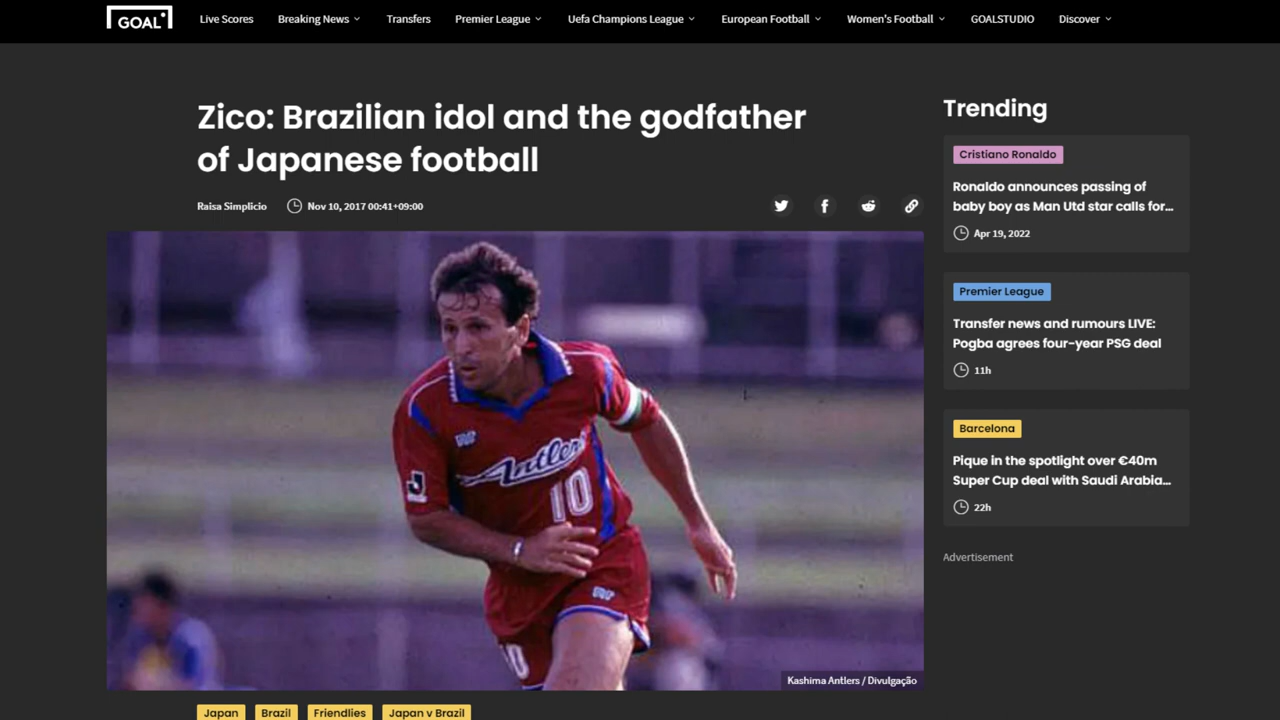 GOAL
Live Scores
Breaking News
Transfers
Premier League
Uefa Champions League
European Football
Women's Football
GOALSTUDIO
Discover
Zico: Brazilian idol and the godfather
of Japanese football
Raisa Simplicio
Nov 10, 2017 00:41+09:00
Antlers
10
J
10
Kashima Antlers / Divulgação
Japan
Brazil
Friendlies
Japan v Brazil
Trending
Cristiano Ronaldo
Ronaldo announces passing of
baby boy as Man Utd star calls for...
Apr 19, 2022
Premier League
Transfer news and rumours LIVE:
Pogba agrees four-year PSG deal
11h
Barcelona
Pique in the spotlight over €40m
Super Cup deal with Saudi Arabia...
22h
Advertisement